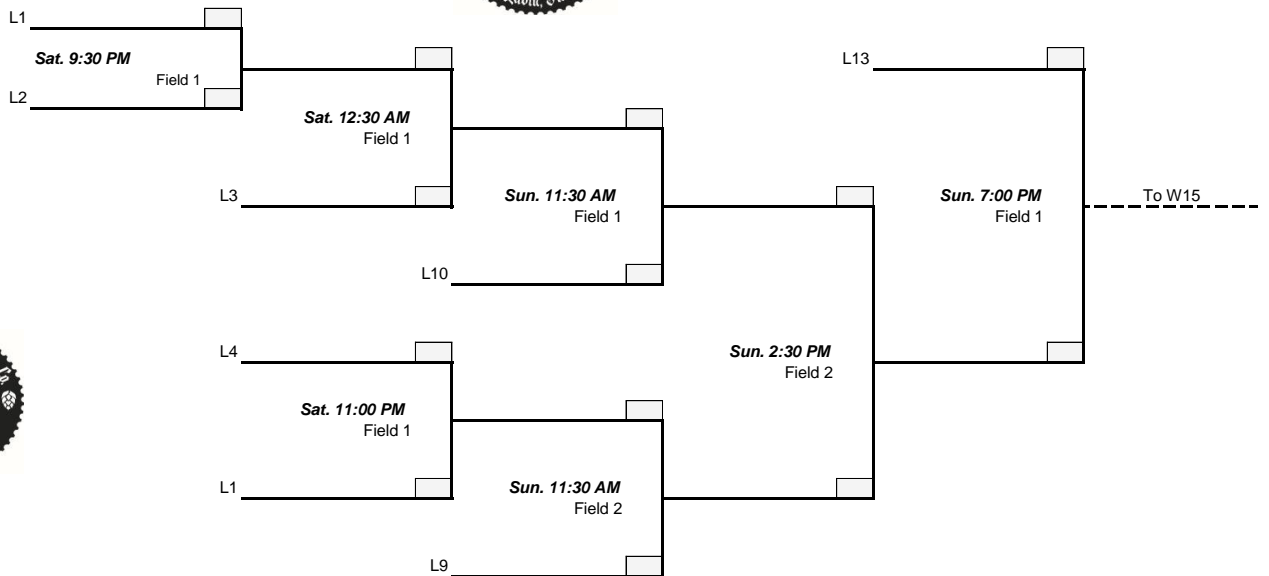 L1
Sat. 9:30 PM
Field 1
L2
L13
Sat. 12:30 AM
Field 1
L3
Sun. 11:30 AM
Field 1
Sun. 7:00 PM
Field 1
To W15
L10
L4
Sun. 2:30 PM
Field 2
Sat. 11:00 PM
Field 1
L1
Sun. 11:30 AM
Field 2
L9